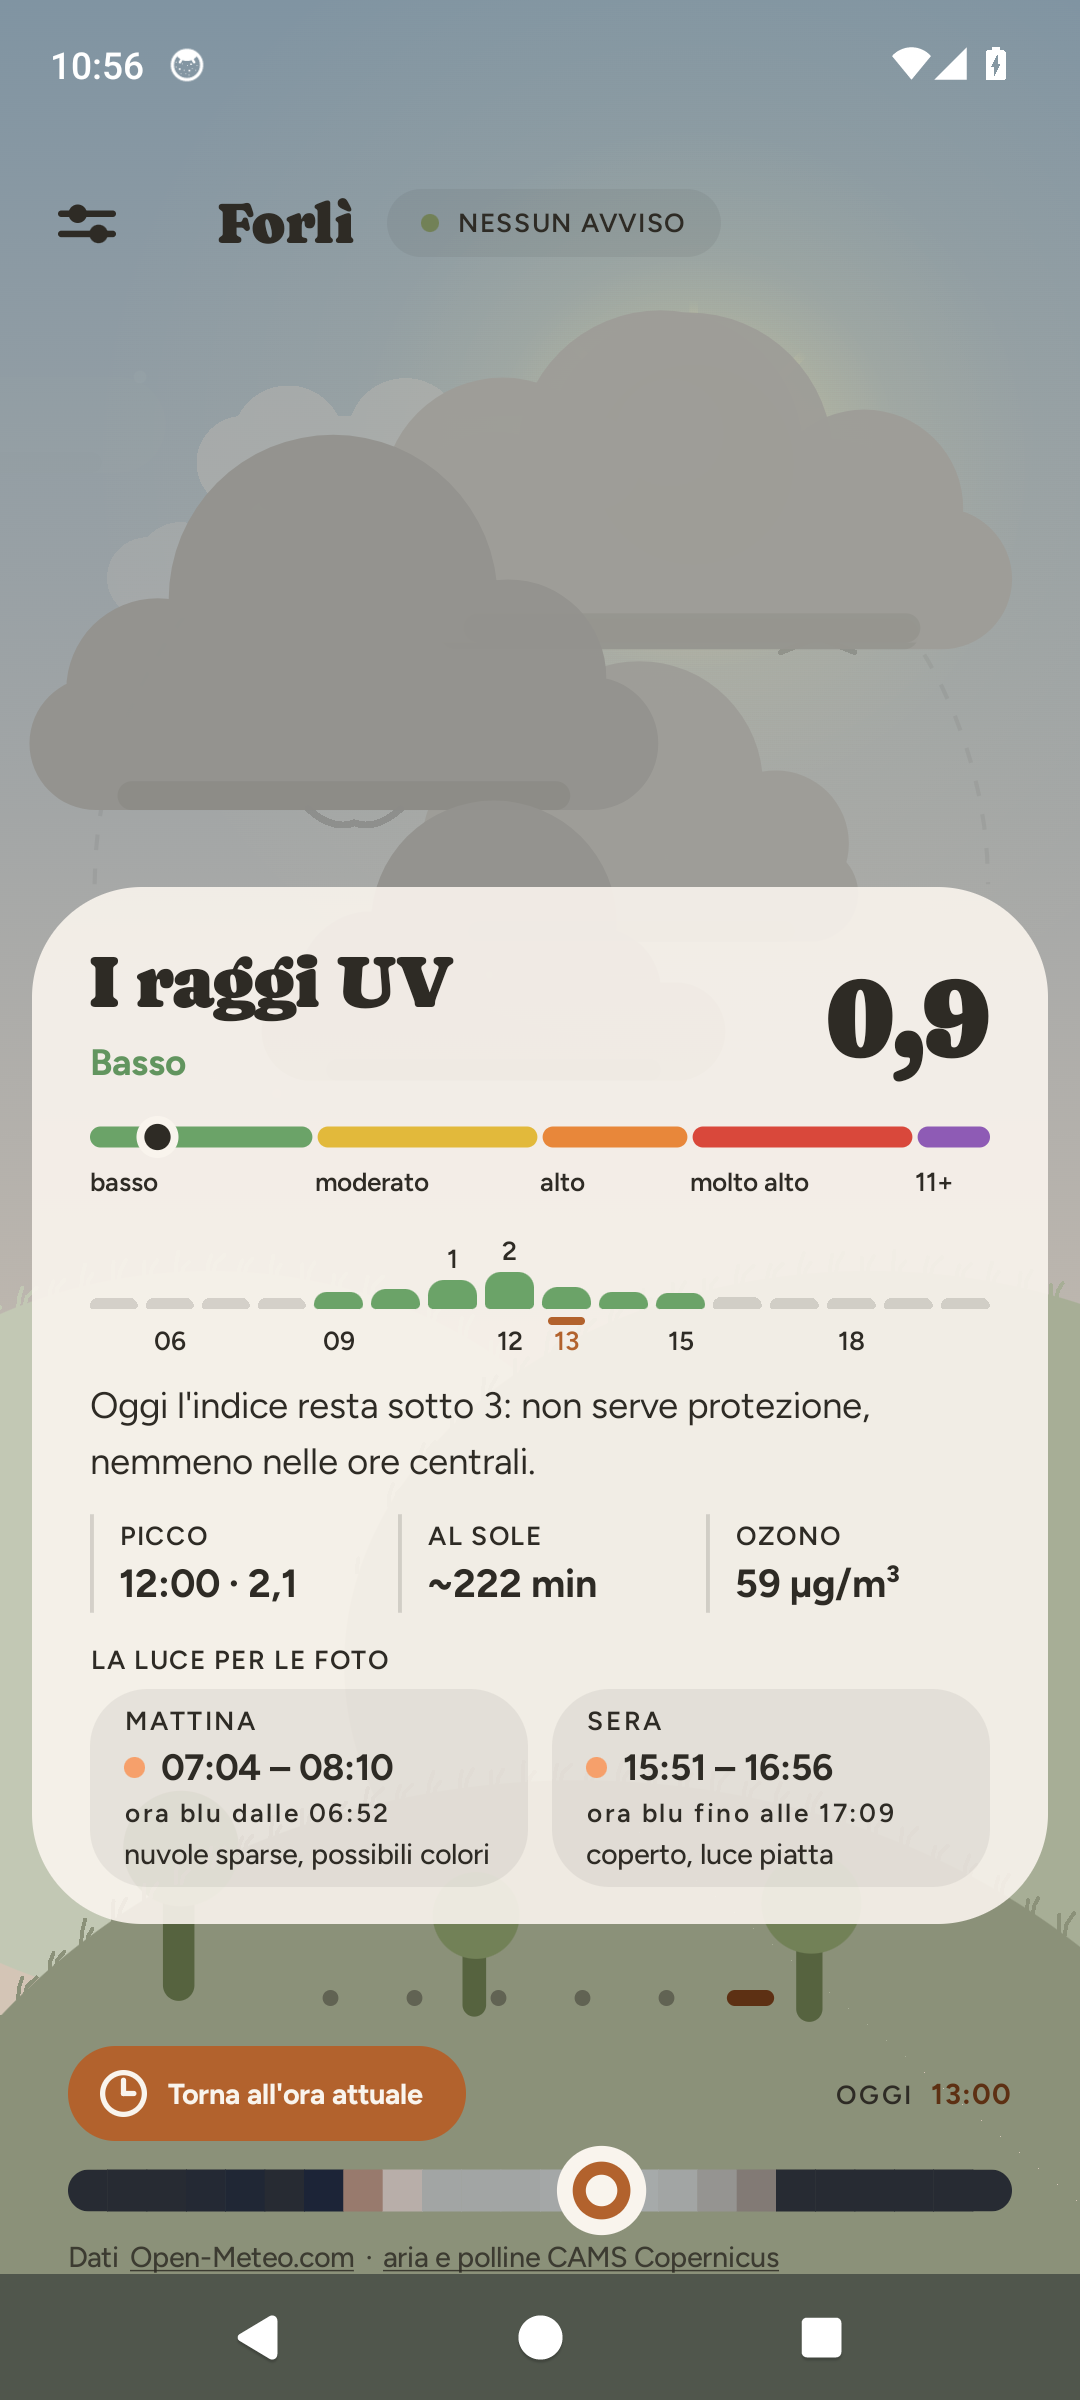 10:56
Forlì
NESSUN AVVISO
I raggi UV
0,9
Basso
basso moderato alto molto alto 11+
1 2
06 09 12 13 15 18
Oggi l'indice resta sotto 3: non serve protezione,
nemmeno nelle ore centrali.
PICCO AL SOLE OZONO
12:00 · 2,1 ~222 min 59 µg/m³
LA LUCE PER LE FOTO
MATTINA
07:04 – 08:10
ora blu dalle 06:52
nuvole sparse, possibili colori
SERA
15:51 – 16:56
ora blu fino alle 17:09
coperto, luce piatta
Torna all'ora attuale
OGGI 13:00
Dati Open-Meteo.com · aria e polline CAMS Copernicus